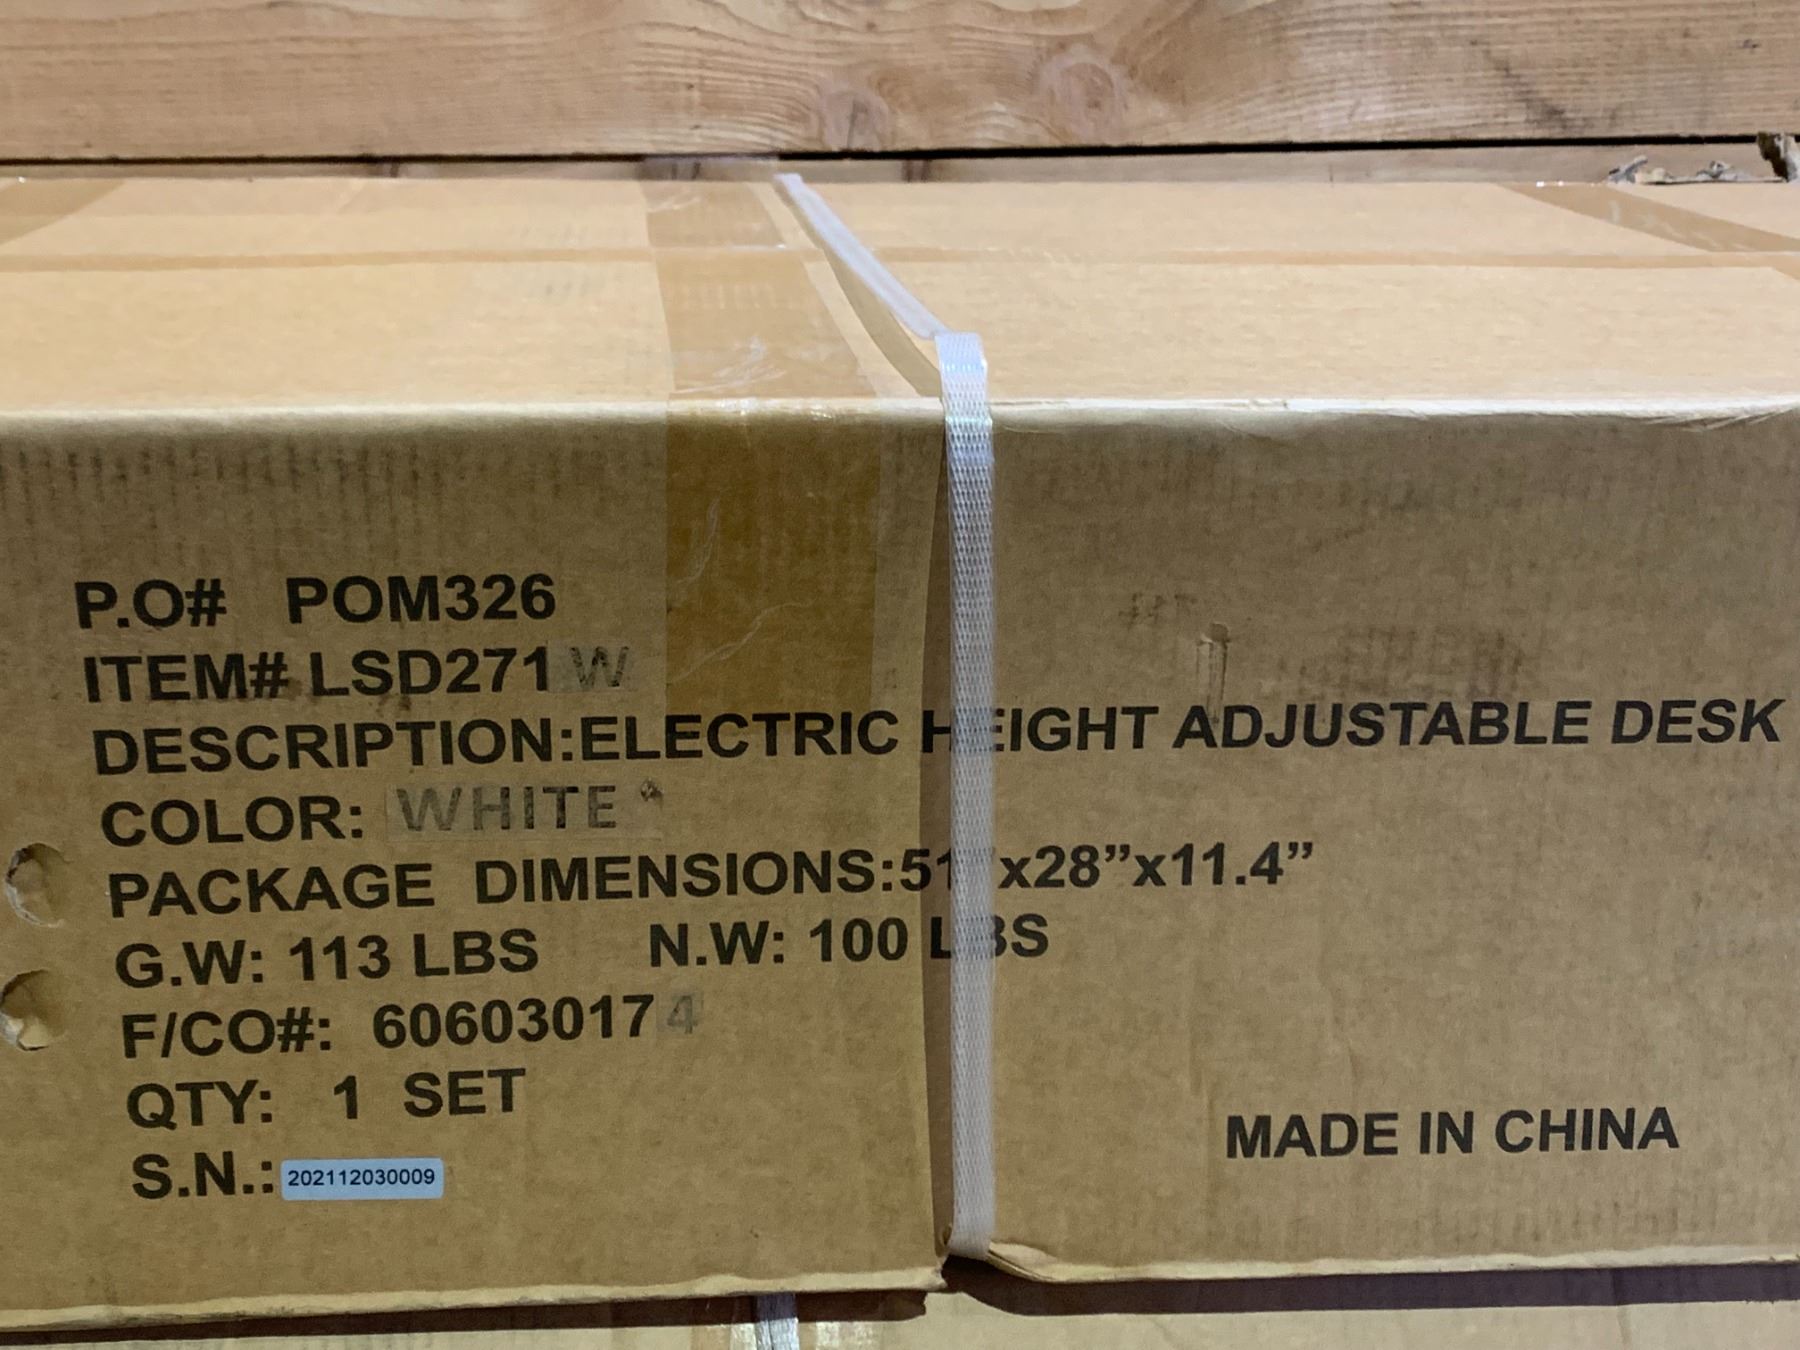 P.O# POM326
ITEM# LSD271W
DESCRIPTION:ELECTRIC HEIGHT ADJUSTABLE DESK
COLOR: WHITE
PACKAGE DIMENSIONS:51”x28”x11.4”
G.W: 113 LBS N.W: 100 LBS
F/CO#: 606030174
QTY: 1 SET
S.N.: 202112030009
MADE IN CHINA